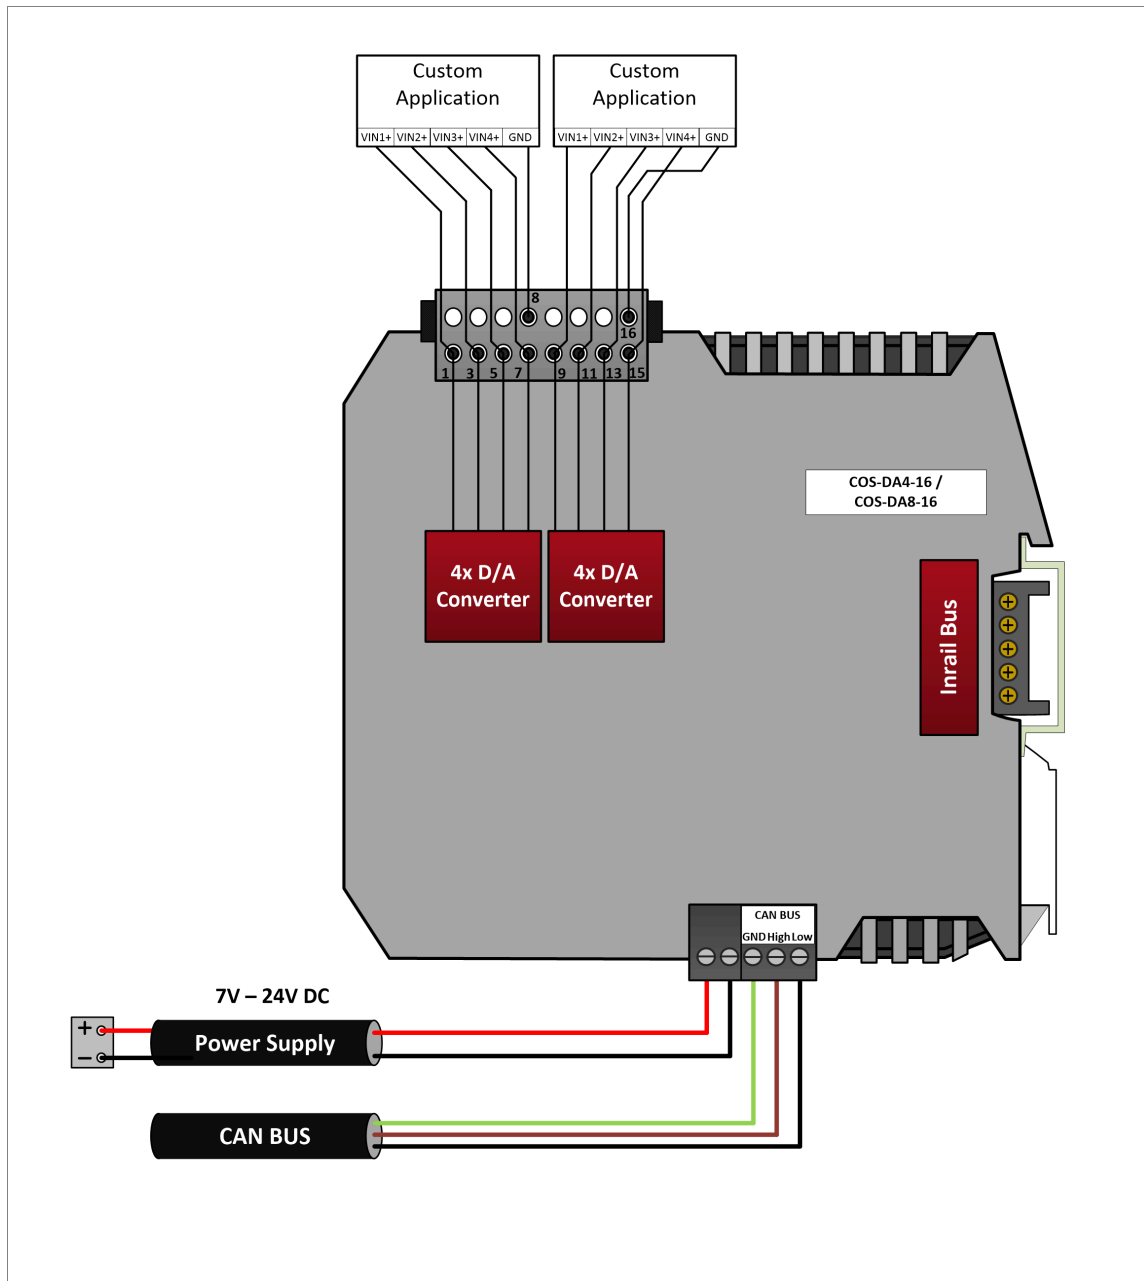 Custom
Application
VIN1+ VIN2+ VIN3+ VIN4+ GND
Custom
Application
VIN1+ VIN2+ VIN3+ VIN4+ GND
8
16
1 3 5 7 9 11 13 15
COS-DA4-16 /
COS-DA8-16
4x D/A
Converter
4x D/A
Converter
Inrail Bus
CAN BUS
GND High Low
7V – 24V DC
+
Power Supply
–
CAN BUS